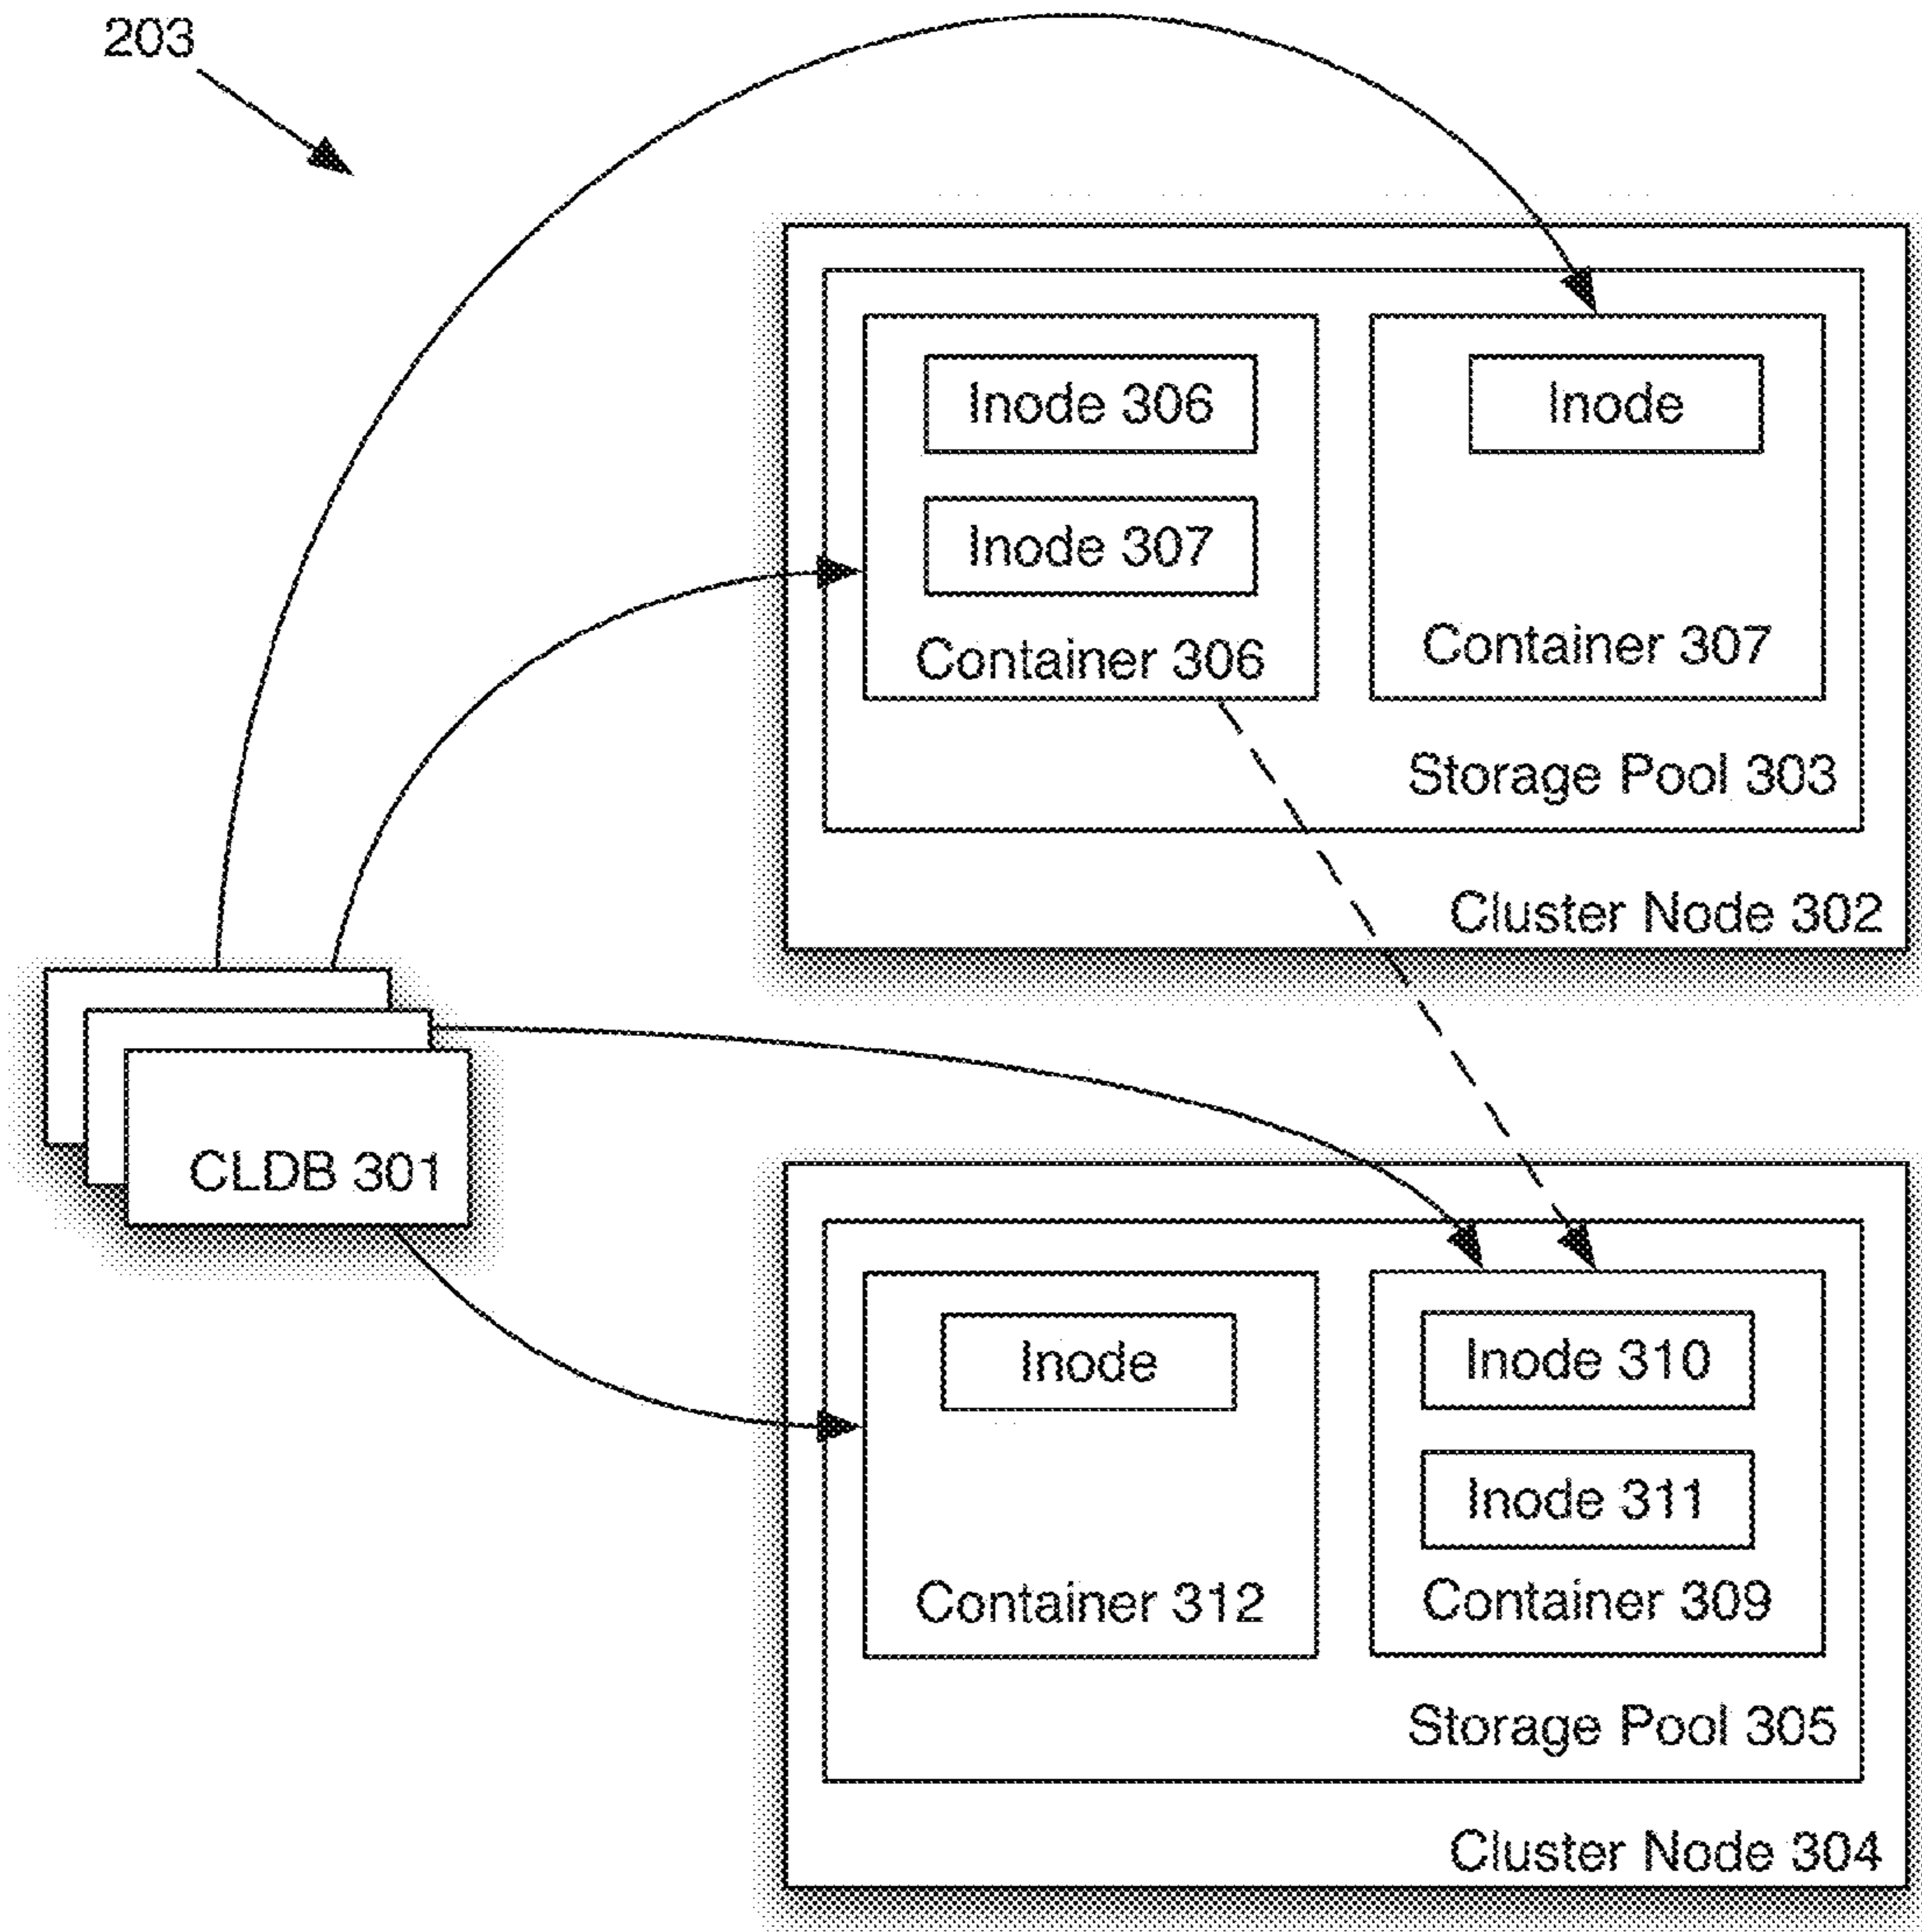 203
Inode 306
Inode
Inode 307
Container 306
Container 307
Storage Pool 303
Cluster Node 302
CLDB 301
Inode
Inode 310
Inode 311
Container 312
Container 309
Storage Pool 305
Cluster Node 304